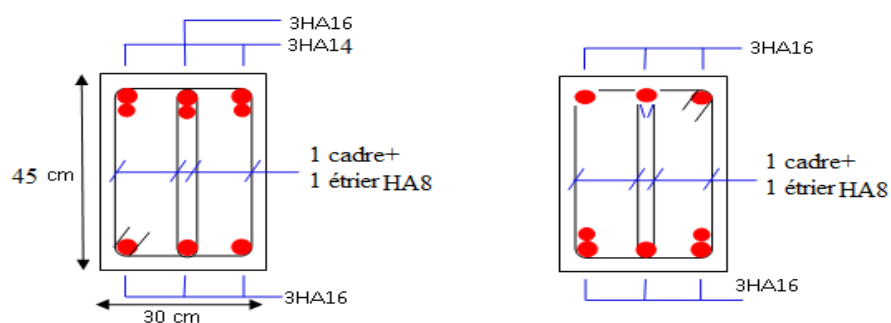 3HA16
3HA14
45 cm
1 cadre+
1 étrier HA8
3HA16
30 cm
3HA16
1 cadre+
1 étrier HA8
3HA16